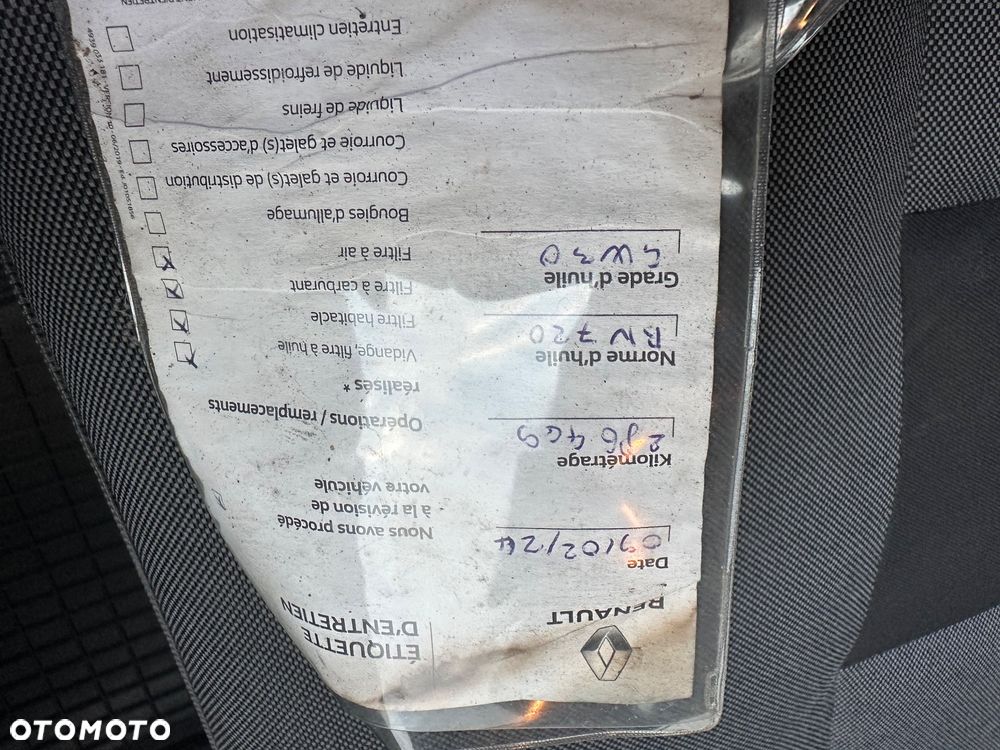 RENAULT
ÉTIQUETTE
D'ENTRETIEN
Date
09/02/24
Nous avons procédé
à la révision de
votre véhicule
Kilométrage
Opérations / remplacements
réalisés *
Norme d'huile
RN 720
Vidange, filtre à huile
Filtre habitacle
Filtre à carburant
Filtre à air
Grade d'huile
5W30
Bougies d'allumage
Courroie et galet(s) de distribution
Courroie et galet(s) d'accessoires
Liquide de freins
Liquide de refroidissement
Entretien climatisation
OTOMOTO